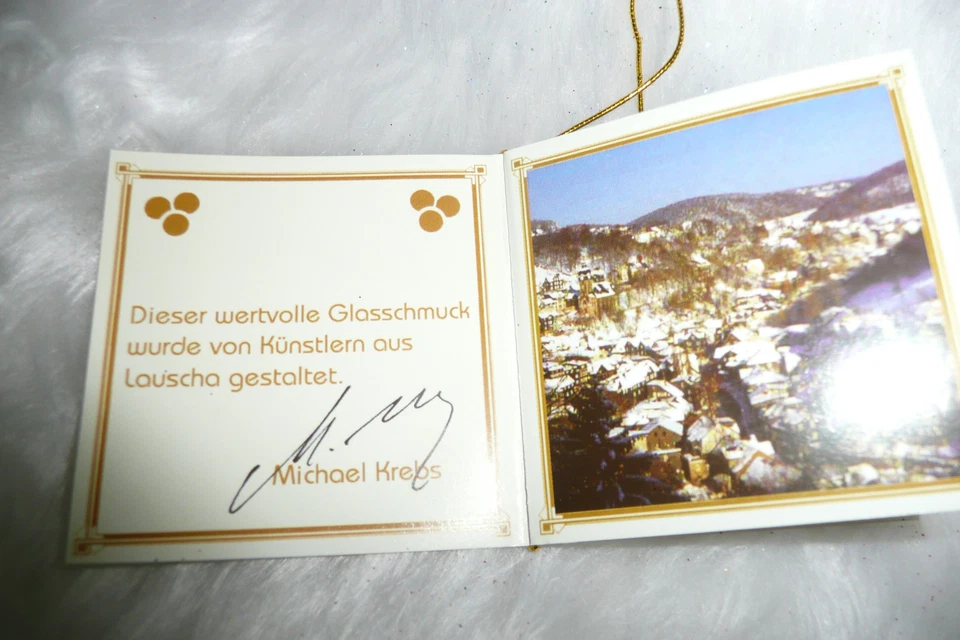 Dieser wertvolle Glasschmuck
wurde von Künstlern aus
Lauscha gestaltet.
Michael Krebs